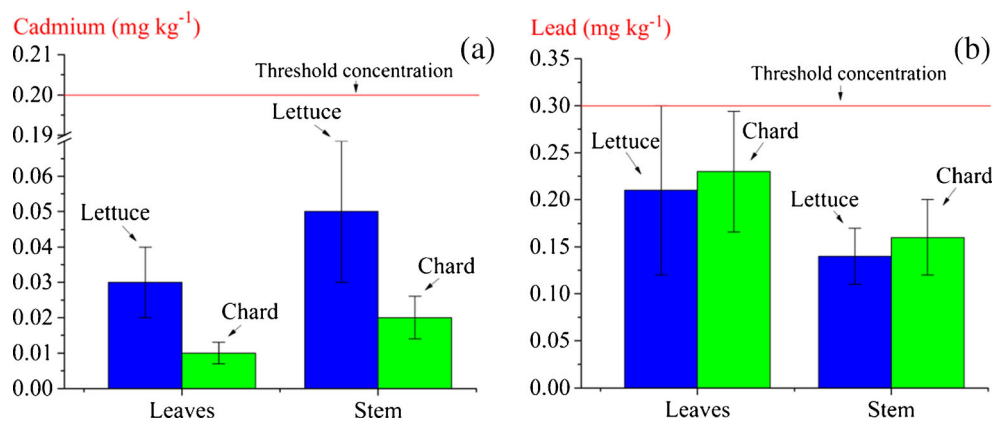 Cadmium (mg kg⁻¹)
(a)
0.21
Threshold concentration
0.20
Lettuce
0.19
0.06
Lettuce
0.05
0.04
Chard
0.03
Chard
0.02
0.01
0.00
Leaves
Stem
Lead (mg kg⁻¹)
(b)
0.35
Threshold concentration
0.30
Chard
Lettuce
0.25
Chard
0.20
Lettuce
0.15
0.10
0.05
0.00
Leaves
Stem